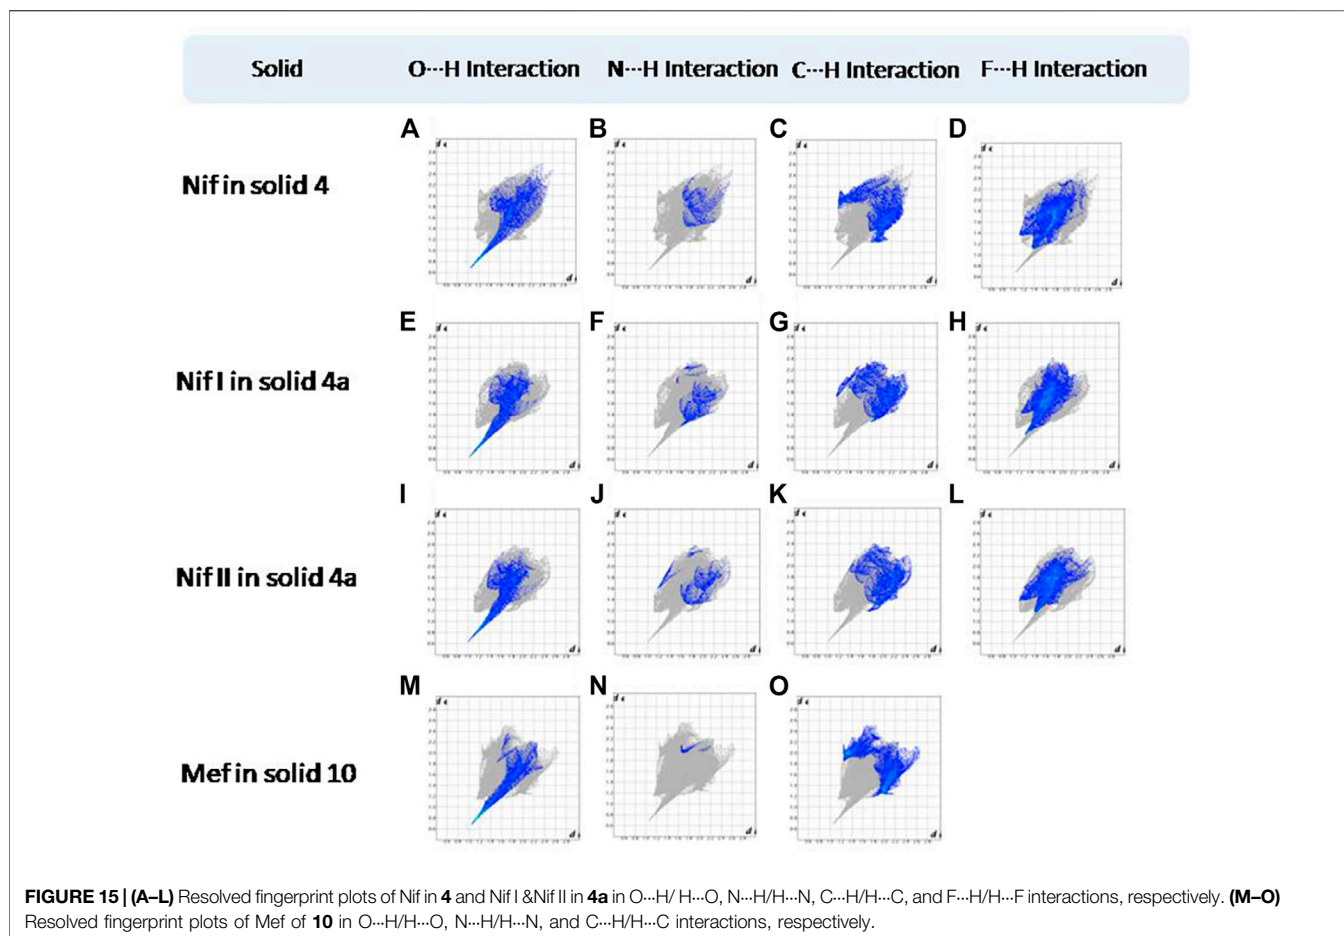 Solid O···H Interaction N···H Interaction C···H Interaction F···H Interaction
A B C D
Nif in solid 4
E F G H
Nif I in solid 4a
I J K L
Nif II in solid 4a
M N O
Mef in solid 10
FIGURE 15 | (A–L) Resolved fingerprint plots of Nif in 4 and Nif I &Nif II in 4a in O···H/ H···O, N···H/H···N, C···H/H···C, and F···H/H···F interactions, respectively. (M–O)
Resolved fingerprint plots of Mef of 10 in O···H/H···O, N···H/H···N, and C···H/H···C interactions, respectively.